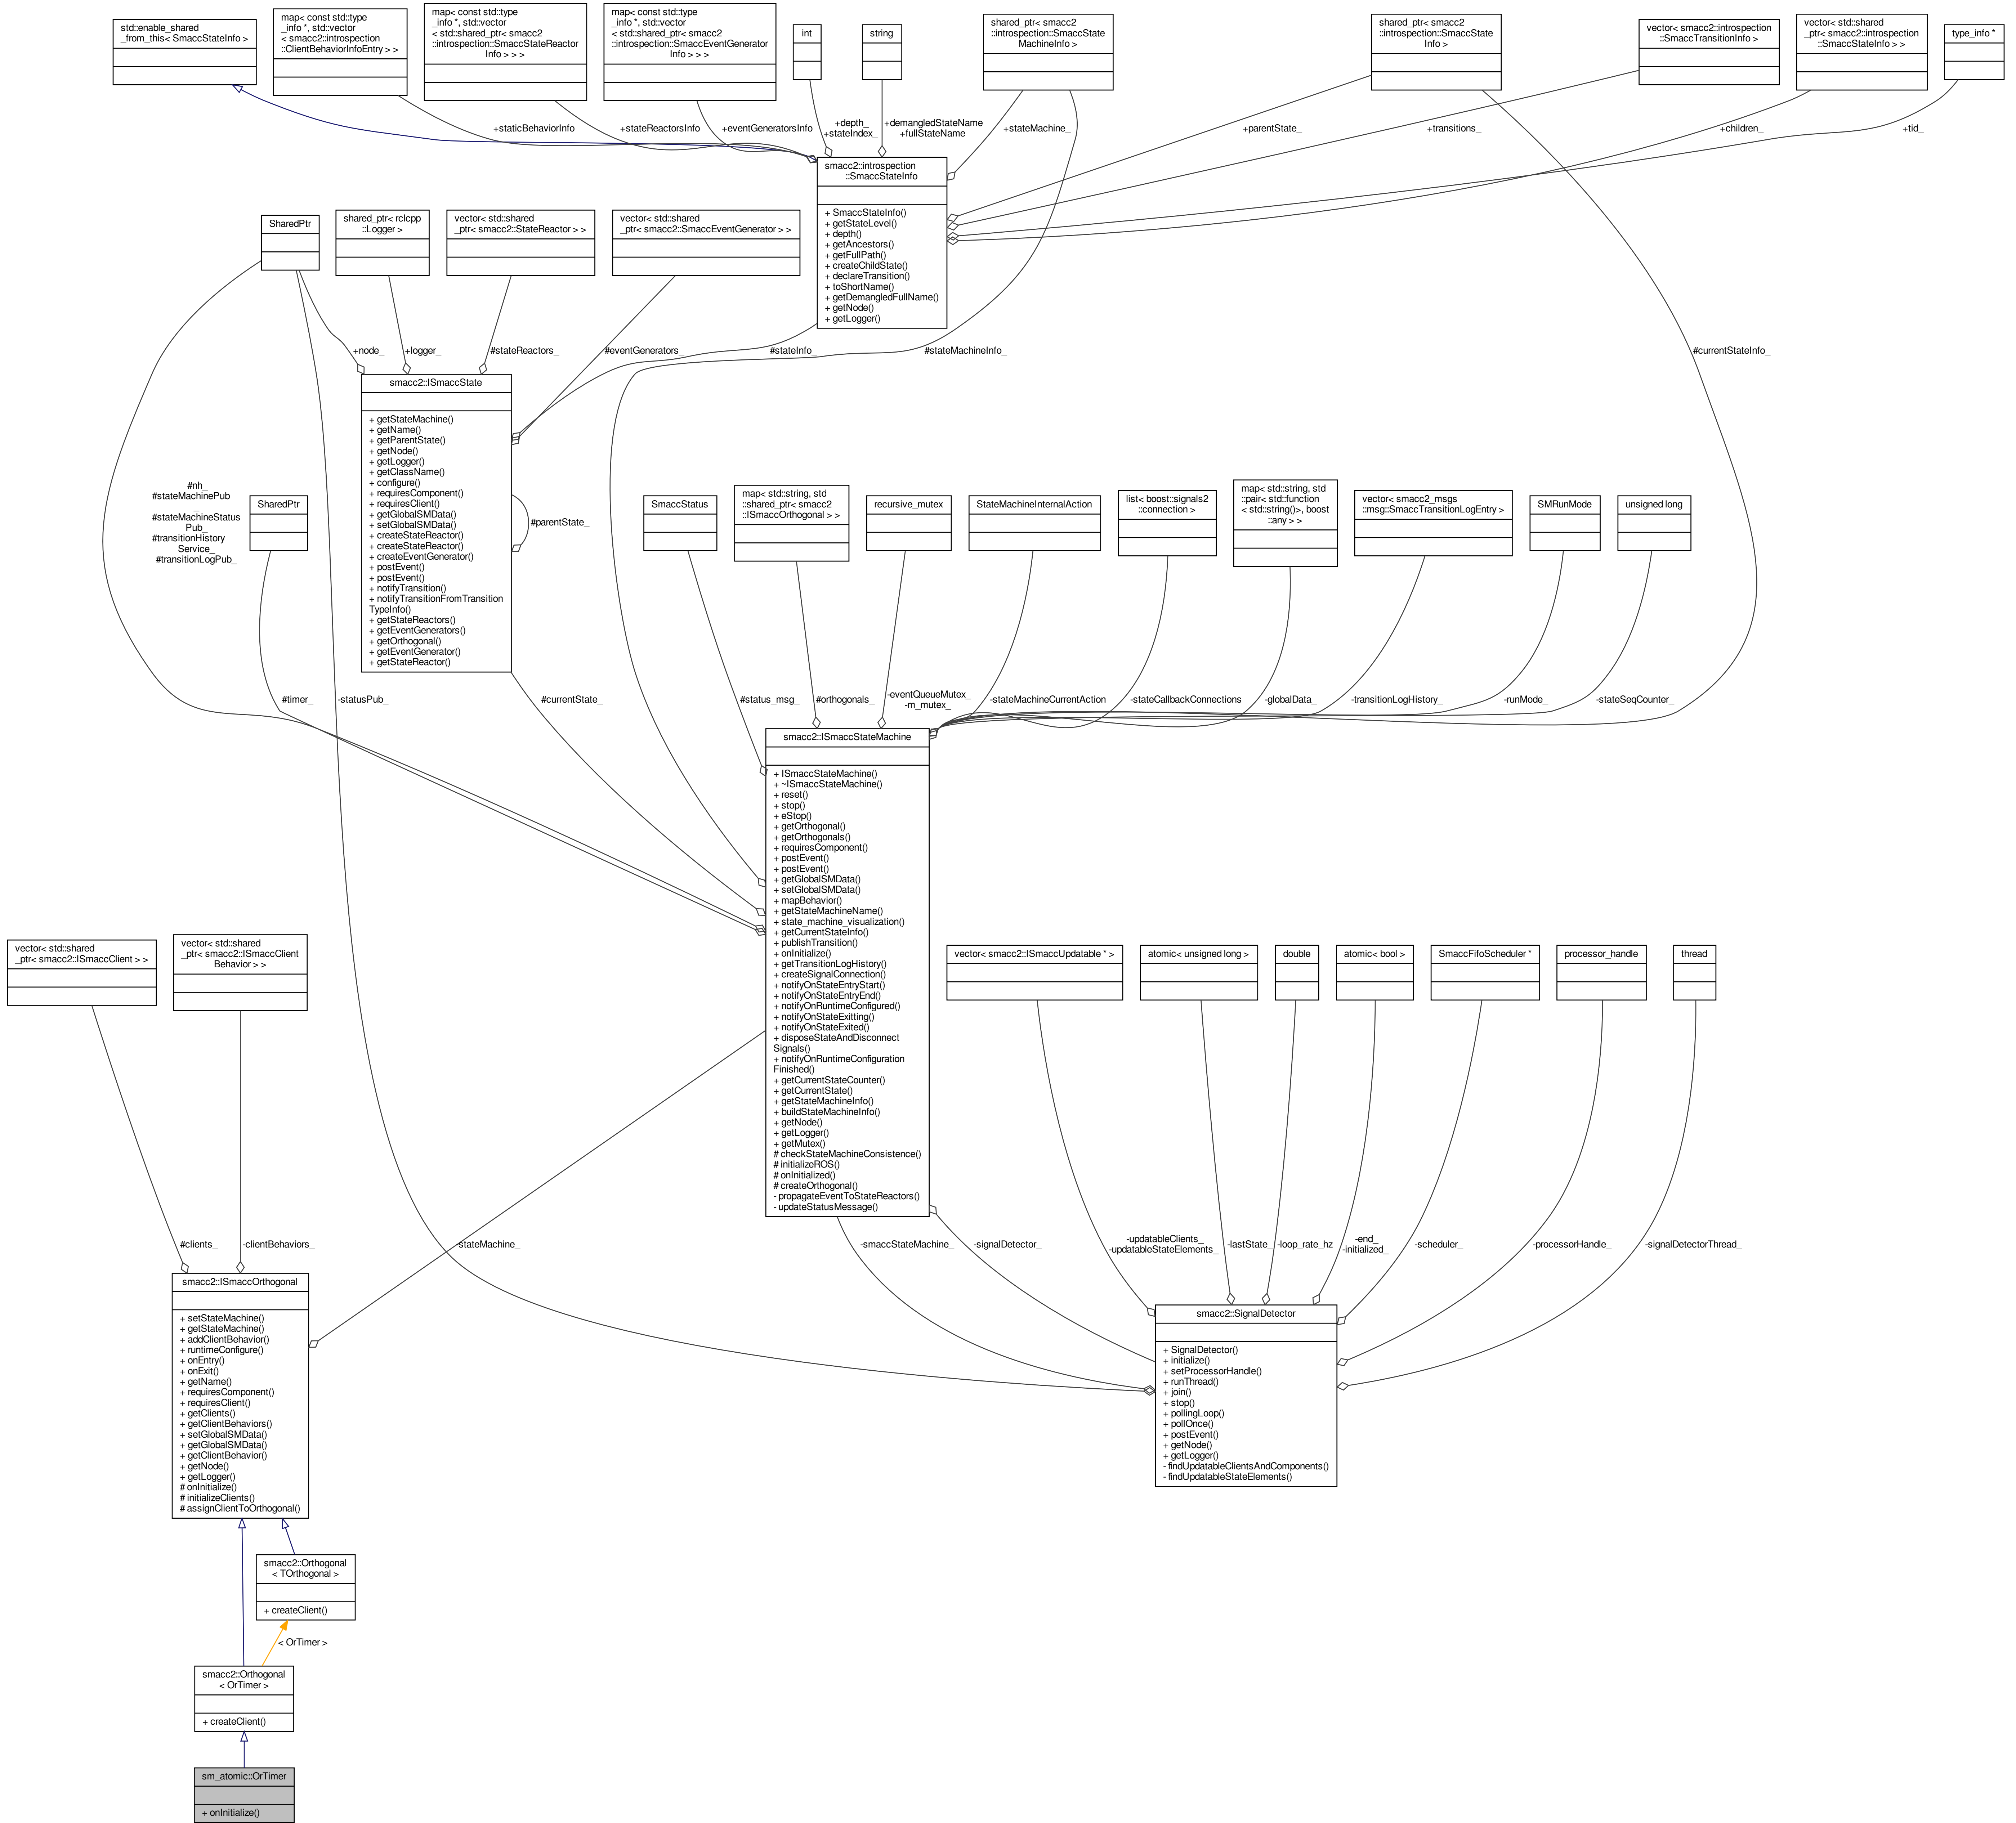 std::enable_shared
_from_this< SmaccStateInfo >
map< const std::type
_info *, std::vector
< smacc2::introspection
::ClientBehaviorInfoEntry > >
map< const std::type
_info *, std::vector
< std::shared_ptr< smacc2
::introspection::SmaccStateReactor
Info > > >
map< const std::type
_info *, std::vector
< std::shared_ptr< smacc2
::introspection::SmaccEventGenerator
Info > > >
int
string
shared_ptr< smacc2
::introspection::SmaccState
MachineInfo >
shared_ptr< smacc2
::introspection::SmaccState
Info >
vector< smacc2::introspection
::SmaccTransitionInfo >
vector< std::shared
_ptr< smacc2::introspection
::SmaccStateInfo > >
type_info *
+staticBehaviorInfo
+stateReactorsInfo
+eventGeneratorsInfo
+depth_
+stateIndex_
+demangledStateName
+fullStateName
+stateMachine_
+parentState_
+transitions_
+children_
+tid_
smacc2::introspection
::SmaccStateInfo
+ SmaccStateInfo()
+ getStateLevel()
+ depth()
+ getAncestors()
+ getFullPath()
+ createChildState()
+ declareTransition()
+ toShortName()
+ getDemangledFullName()
+ getNode()
+ getLogger()
SharedPtr
shared_ptr< rclcpp
::Logger >
vector< std::shared
_ptr< smacc2::StateReactor > >
vector< std::shared
_ptr< smacc2::SmaccEventGenerator > >
+node_
+logger_
#stateReactors_
#eventGenerators_
#stateInfo_
#stateMachineInfo_
#currentStateInfo_
smacc2::ISmaccState
+ getStateMachine()
+ getName()
+ getParentState()
+ getNode()
+ getLogger()
+ getClassName()
+ configure()
+ requiresComponent()
+ requiresClient()
+ getGlobalSMData()
+ setGlobalSMData()
+ createStateReactor()
+ createStateReactor()
+ createEventGenerator()
+ postEvent()
+ postEvent()
+ notifyTransition()
+ notifyTransitionFromTransition
TypeInfo()
+ getStateReactors()
+ getEventGenerators()
+ getOrthogonal()
+ getEventGenerator()
+ getStateReactor()
#parentState_
#nh_
#stateMachinePub
_
#stateMachineStatus
Pub_
#transitionHistory
Service_
#transitionLogPub_
SharedPtr
SmaccStatus
map< std::string, std
::shared_ptr< smacc2
::ISmaccOrthogonal > >
recursive_mutex
StateMachineInternalAction
list< boost::signals2
::connection >
map< std::string, std
::pair< std::function
< std::string()>, boost
::any > >
vector< smacc2_msgs
::msg::SmaccTransitionLogEntry >
SMRunMode
unsigned long
#timer_
-statusPub_
#currentState_
#status_msg_
#orthogonals_
-eventQueueMutex_
-m_mutex_
-stateMachineCurrentAction
-stateCallbackConnections
-globalData_
-transitionLogHistory_
-runMode_
-stateSeqCounter_
smacc2::ISmaccStateMachine
+ ISmaccStateMachine()
+ ~ISmaccStateMachine()
+ reset()
+ stop()
+ eStop()
+ getOrthogonal()
+ getOrthogonals()
+ requiresComponent()
+ postEvent()
+ postEvent()
+ getGlobalSMData()
+ setGlobalSMData()
+ mapBehavior()
+ getStateMachineName()
+ state_machine_visualization()
+ getCurrentStateInfo()
+ publishTransition()
+ onInitialize()
+ getTransitionLogHistory()
+ createSignalConnection()
+ notifyOnStateEntryStart()
+ notifyOnStateEntryEnd()
+ notifyOnRuntimeConfigured()
+ notifyOnStateExitting()
+ notifyOnStateExited()
+ disposeStateAndDisconnect
Signals()
+ notifyOnRuntimeConfiguration
Finished()
+ getCurrentStateCounter()
+ getCurrentState()
+ getStateMachineInfo()
+ buildStateMachineInfo()
+ getNode()
+ getLogger()
+ getMutex()
# checkStateMachineConsistence()
# initializeROS()
# onInitialized()
# createOrthogonal()
- propagateEventToStateReactors()
- updateStatusMessage()
vector< std::shared
_ptr< smacc2::ISmaccClient > >
vector< std::shared
_ptr< smacc2::ISmaccClient
Behavior > >
vector< smacc2::ISmaccUpdatable * >
atomic< unsigned long >
double
atomic< bool >
SmaccFifoScheduler *
processor_handle
thread
#clients_
-clientBehaviors_
-stateMachine_
-smaccStateMachine_
-signalDetector_
-updatableClients_
-updatableStateElements_
-lastState_
-loop_rate_hz
-end_
-initialized_
-scheduler_
-processorHandle_
-signalDetectorThread_
smacc2::ISmaccOrthogonal
+ setStateMachine()
+ getStateMachine()
+ addClientBehavior()
+ runtimeConfigure()
+ onEntry()
+ onExit()
+ getName()
+ requiresComponent()
+ requiresClient()
+ getClients()
+ getClientBehaviors()
+ setGlobalSMData()
+ getGlobalSMData()
+ getClientBehavior()
+ getNode()
+ getLogger()
# onInitialize()
# initializeClients()
# assignClientToOrthogonal()
smacc2::SignalDetector
+ SignalDetector()
+ initialize()
+ setProcessorHandle()
+ runThread()
+ join()
+ stop()
+ pollingLoop()
+ pollOnce()
+ postEvent()
+ getNode()
+ getLogger()
- findUpdatableClientsAndComponents()
- findUpdatableStateElements()
smacc2::Orthogonal
< TOrthogonal >
+ createClient()
< OrTimer >
smacc2::Orthogonal
< OrTimer >
+ createClient()
sm_atomic::OrTimer
+ onInitialize()